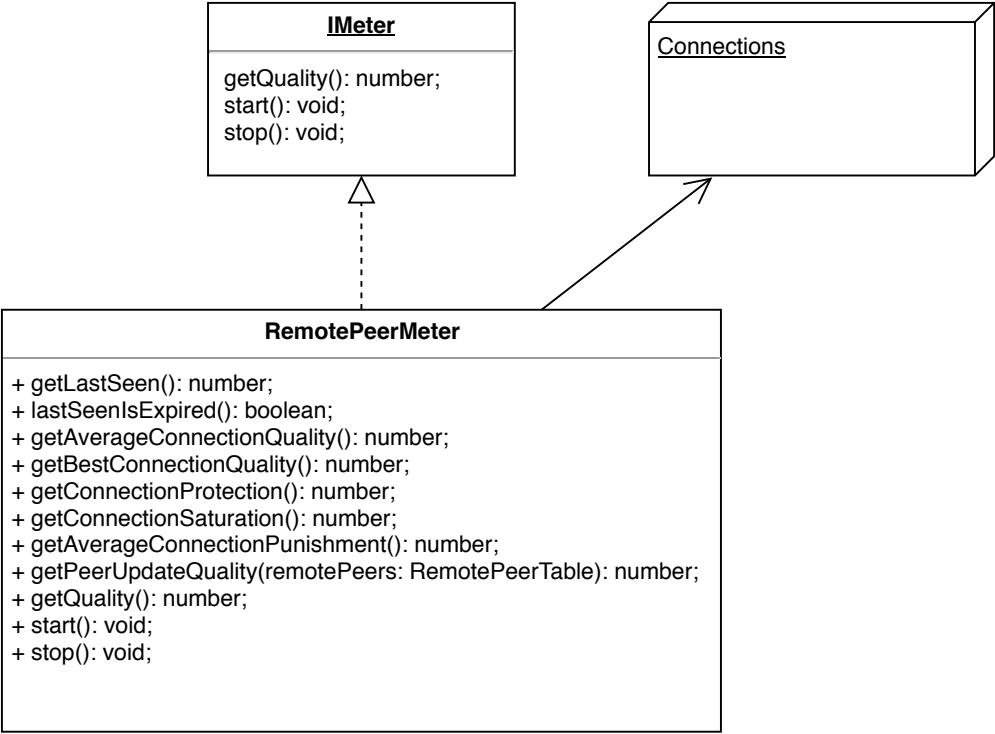 IMeter
getQuality(): number;
start(): void;
stop(): void;
Connections
RemotePeerMeter
+ getLastSeen(): number;
+ lastSeenIsExpired(): boolean;
+ getAverageConnectionQuality(): number;
+ getBestConnectionQuality(): number;
+ getConnectionProtection(): number;
+ getConnectionSaturation(): number;
+ getAverageConnectionPunishment(): number;
+ getPeerUpdateQuality(remotePeers: RemotePeerTable): number;
+ getQuality(): number;
+ start(): void;
+ stop(): void;